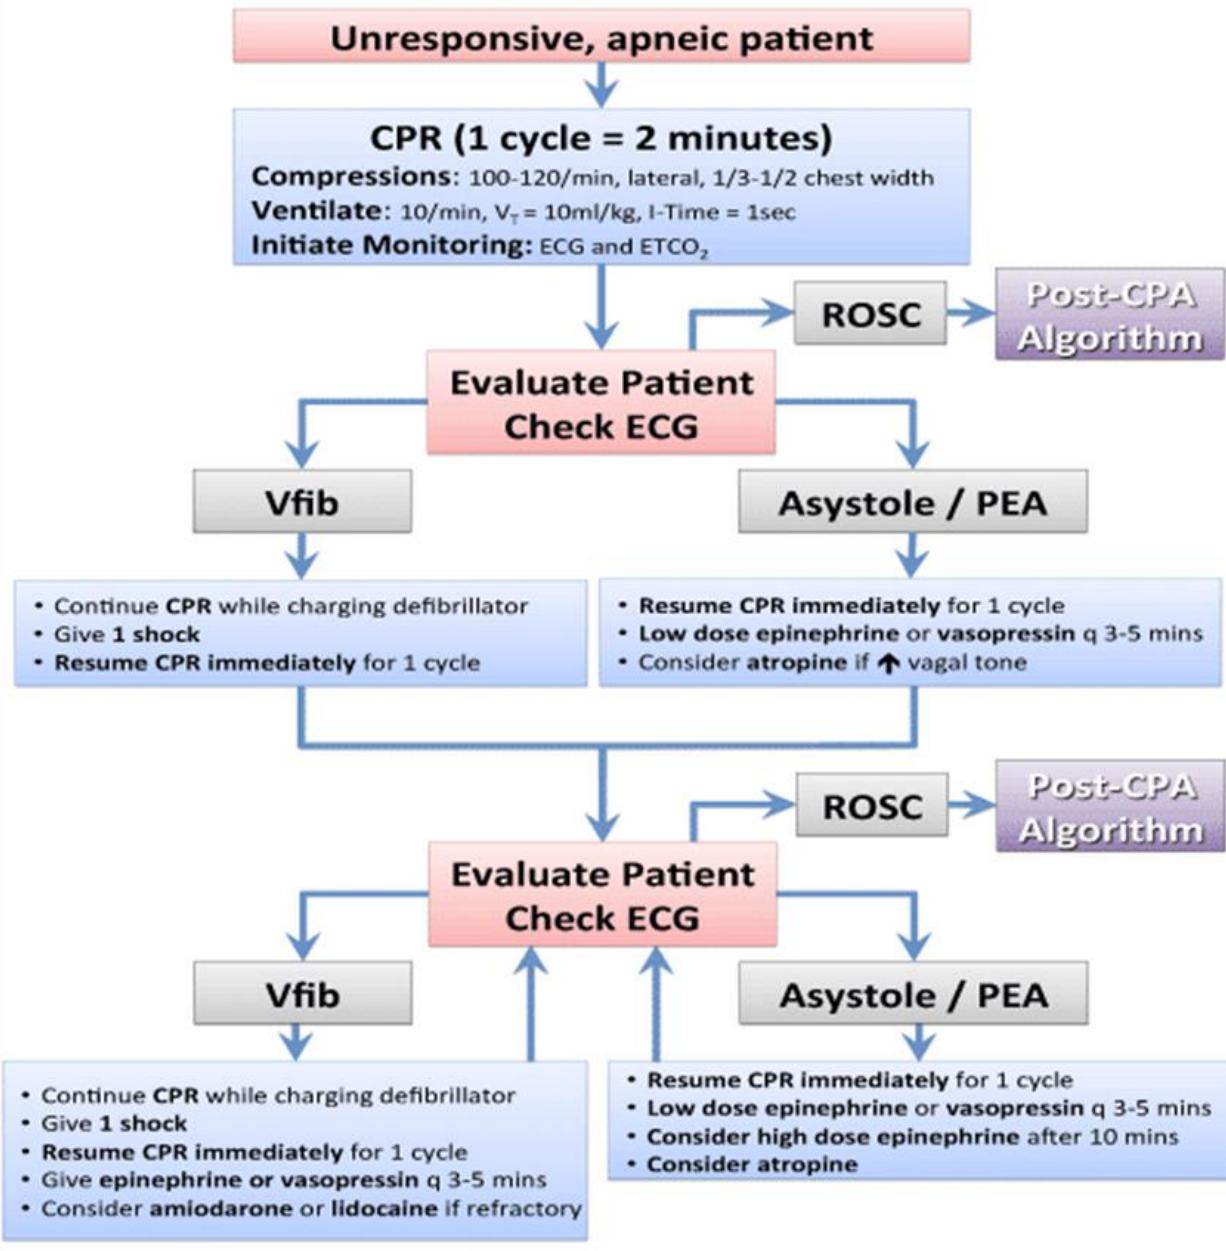 Unresponsive, apneic patient
CPR (1 cycle = 2 minutes)
Compressions: 100-120/min, lateral, 1/3-1/2 chest width
Ventilate: 10/min, V_T = 10ml/kg, I-Time = 1sec
Initiate Monitoring: ECG and ETCO₂
ROSC
Post-CPA
Algorithm
Evaluate Patient
Check ECG
Vfib
Asystole / PEA
• Continue CPR while charging defibrillator
• Give 1 shock
• Resume CPR immediately for 1 cycle
• Resume CPR immediately for 1 cycle
• Low dose epinephrine or vasopressin q 3-5 mins
• Consider atropine if ↑ vagal tone
ROSC
Post-CPA
Algorithm
Evaluate Patient
Check ECG
Vfib
Asystole / PEA
• Continue CPR while charging defibrillator
• Give 1 shock
• Resume CPR immediately for 1 cycle
• Give epinephrine or vasopressin q 3-5 mins
• Consider amiodarone or lidocaine if refractory
• Resume CPR immediately for 1 cycle
• Low dose epinephrine or vasopressin q 3-5 mins
• Consider high dose epinephrine after 10 mins
• Consider atropine